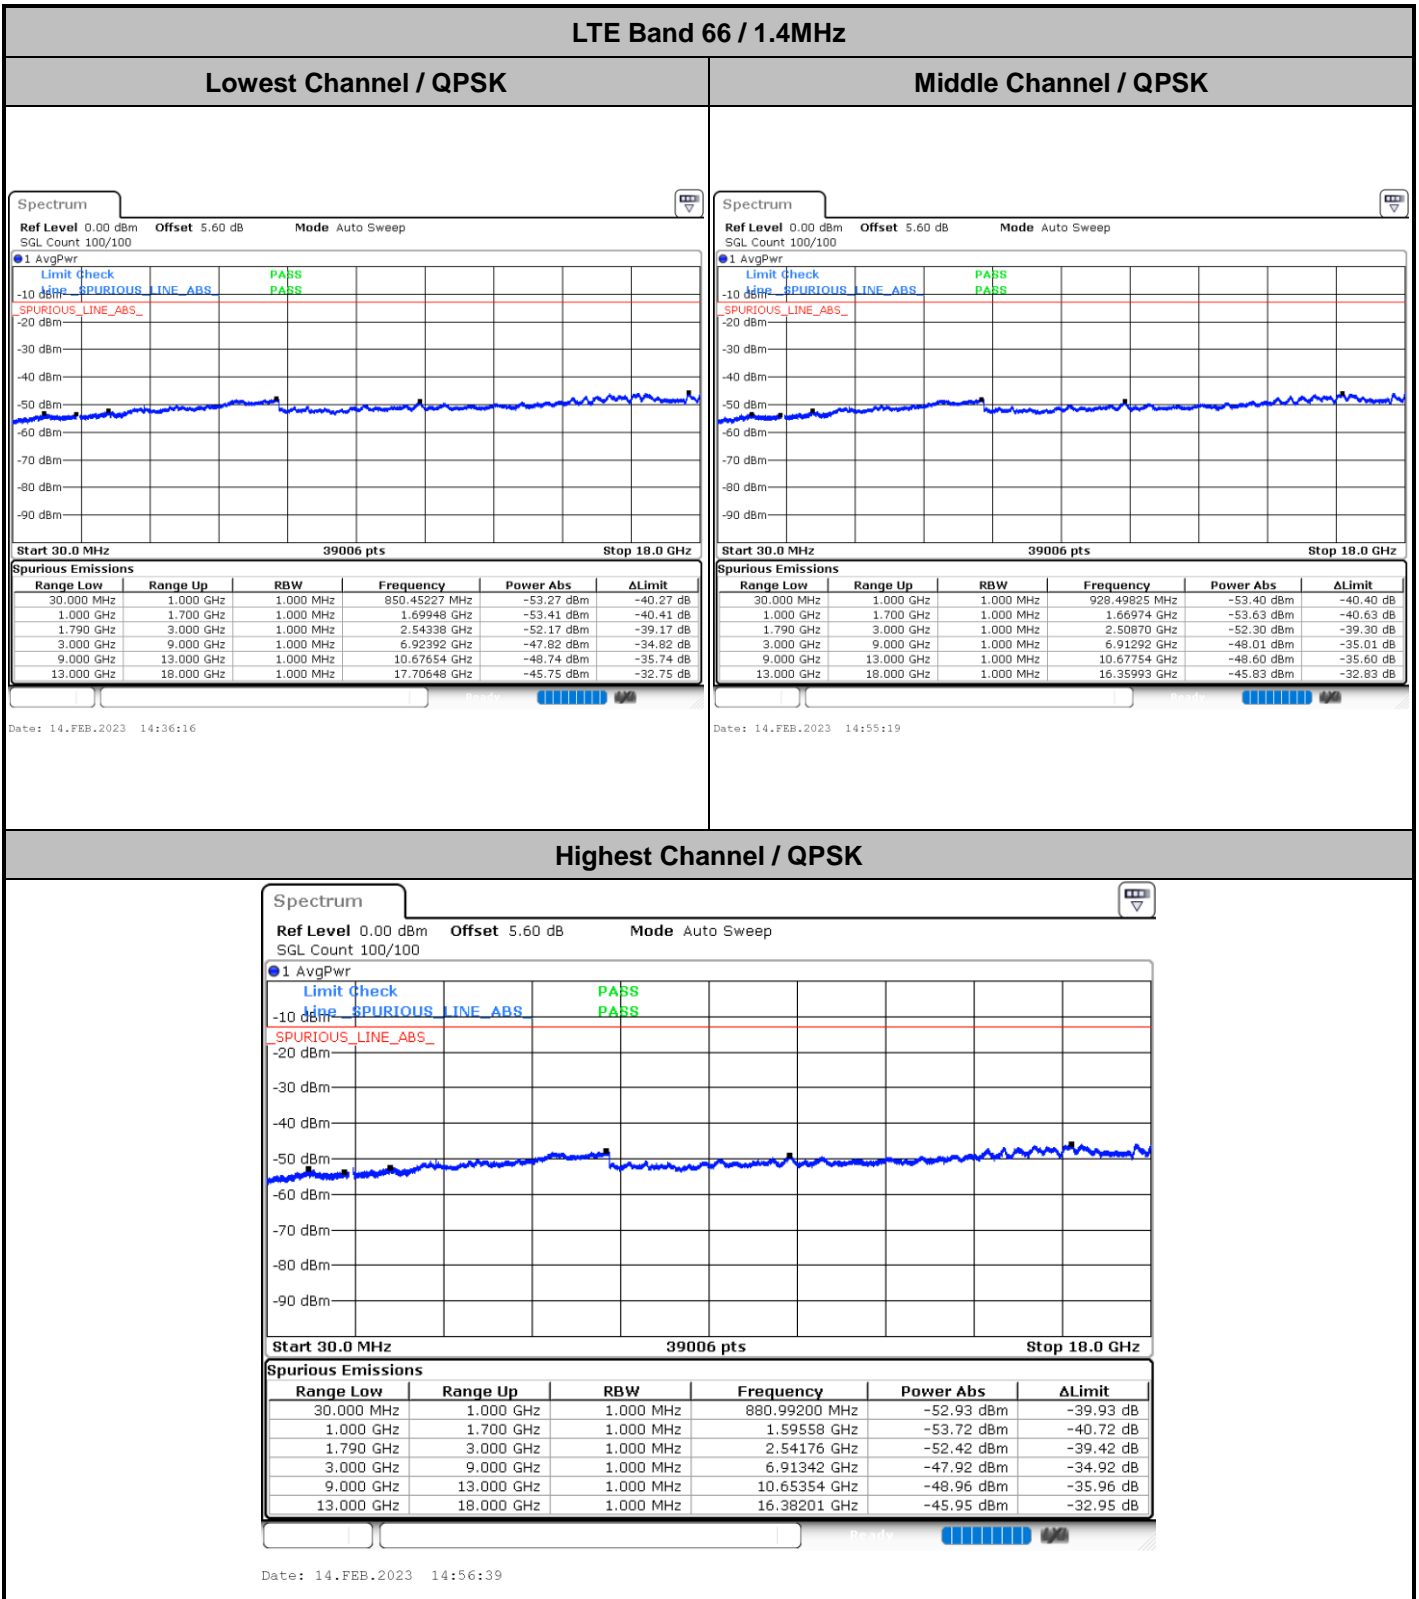 LTE Band 66 / 1.4MHz
Lowest Channel / QPSK
Middle Channel / QPSK
Spectrum
Ref Level 0.00 dBm Offset 5.60 dB Mode Auto Sweep
SGL Count 100/100
1 AvgPwr
Limit Check PASS
Line _SPURIOUS_LINE_ABS_ PASS
-10 dBm
_SPURIOUS_LINE_ABS_
-20 dBm
-30 dBm
-40 dBm
-50 dBm
-60 dBm
-70 dBm
-80 dBm
-90 dBm
Start 30.0 MHz 39006 pts Stop 18.0 GHz
Spurious Emissions
Range Low Range Up RBW Frequency Power Abs ΔLimit
30.000 MHz 1.000 GHz 1.000 MHz 850.45227 MHz -53.27 dBm -40.27 dB
1.000 GHz 1.700 GHz 1.000 MHz 1.69948 GHz -53.41 dBm -40.41 dB
1.790 GHz 3.000 GHz 1.000 MHz 2.54338 GHz -52.17 dBm -39.17 dB
3.000 GHz 9.000 GHz 1.000 MHz 6.92392 GHz -47.82 dBm -34.82 dB
9.000 GHz 13.000 GHz 1.000 MHz 10.67654 GHz -48.74 dBm -35.74 dB
13.000 GHz 18.000 GHz 1.000 MHz 17.70648 GHz -45.75 dBm -32.75 dB
Ready
Date: 14.FEB.2023 14:36:16
Spectrum
Ref Level 0.00 dBm Offset 5.60 dB Mode Auto Sweep
SGL Count 100/100
1 AvgPwr
Limit Check PASS
Line _SPURIOUS_LINE_ABS_ PASS
-10 dBm
_SPURIOUS_LINE_ABS_
-20 dBm
-30 dBm
-40 dBm
-50 dBm
-60 dBm
-70 dBm
-80 dBm
-90 dBm
Start 30.0 MHz 39006 pts Stop 18.0 GHz
Spurious Emissions
Range Low Range Up RBW Frequency Power Abs ΔLimit
30.000 MHz 1.000 GHz 1.000 MHz 928.49825 MHz -53.40 dBm -40.40 dB
1.000 GHz 1.700 GHz 1.000 MHz 1.66974 GHz -53.63 dBm -40.63 dB
1.790 GHz 3.000 GHz 1.000 MHz 2.50870 GHz -52.30 dBm -39.30 dB
3.000 GHz 9.000 GHz 1.000 MHz 6.91292 GHz -48.01 dBm -35.01 dB
9.000 GHz 13.000 GHz 1.000 MHz 10.67754 GHz -48.60 dBm -35.60 dB
13.000 GHz 18.000 GHz 1.000 MHz 16.35993 GHz -45.83 dBm -32.83 dB
Ready
Date: 14.FEB.2023 14:55:19
Highest Channel / QPSK
Spectrum
Ref Level 0.00 dBm Offset 5.60 dB Mode Auto Sweep
SGL Count 100/100
1 AvgPwr
Limit Check PASS
Line _SPURIOUS_LINE_ABS_ PASS
-10 dBm
_SPURIOUS_LINE_ABS_
-20 dBm
-30 dBm
-40 dBm
-50 dBm
-60 dBm
-70 dBm
-80 dBm
-90 dBm
Start 30.0 MHz 39006 pts Stop 18.0 GHz
Spurious Emissions
Range Low Range Up RBW Frequency Power Abs ΔLimit
30.000 MHz 1.000 GHz 1.000 MHz 880.99200 MHz -52.93 dBm -39.93 dB
1.000 GHz 1.700 GHz 1.000 MHz 1.59558 GHz -53.72 dBm -40.72 dB
1.790 GHz 3.000 GHz 1.000 MHz 2.54176 GHz -52.42 dBm -39.42 dB
3.000 GHz 9.000 GHz 1.000 MHz 6.91342 GHz -47.92 dBm -34.92 dB
9.000 GHz 13.000 GHz 1.000 MHz 10.65354 GHz -48.96 dBm -35.96 dB
13.000 GHz 18.000 GHz 1.000 MHz 16.38201 GHz -45.95 dBm -32.95 dB
Ready
Date: 14.FEB.2023 14:56:39